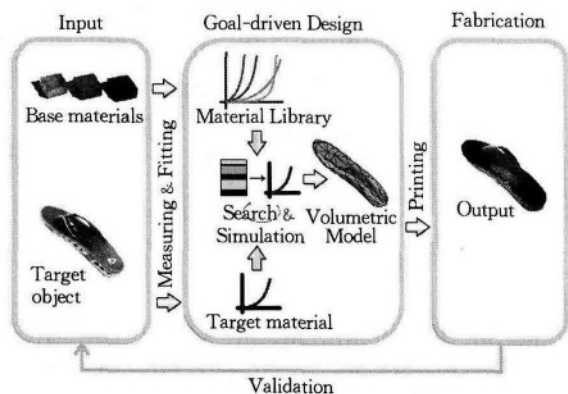 Input
Goal-driven Design
Fabrication
Base materials
Target
object
Measuring & Fitting
Material Library
Search &
Simulation
Volumetric
Model
Target material
Printing
Output
Validation